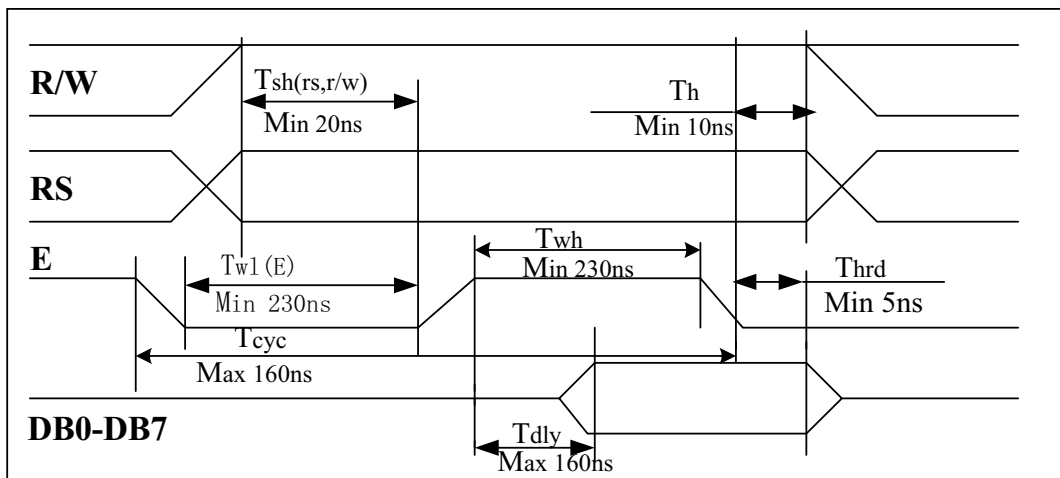 R/W
Tsh(rs,r/w)
Min 20ns
Th
Min 10ns
RS
E
Twl(E)
Min 230ns
Twh
Min 230ns
Thrd
Min 5ns
Tcyc
Max 160ns
DB0-DB7
Tdly
Max 160ns